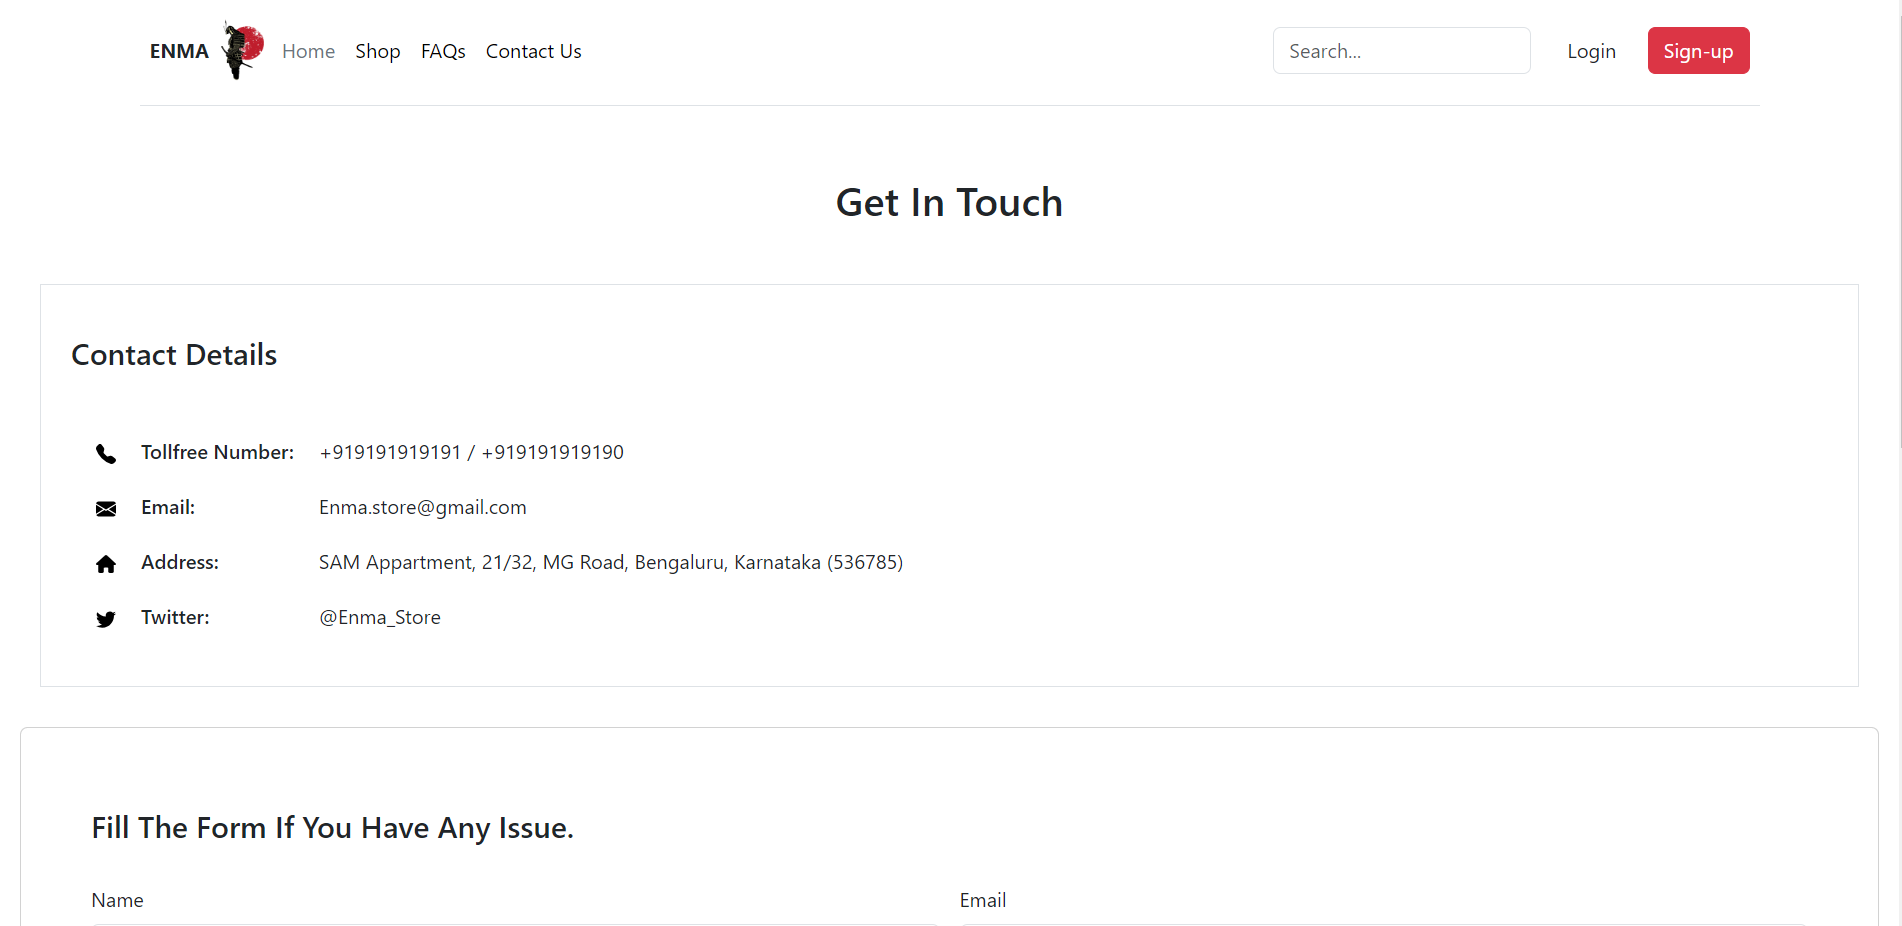 ENMA Home Shop FAQs Contact Us Search... Login Sign-up
Get In Touch
Contact Details
Tollfree Number: +919191919191 / +919191919190
Email: Enma.store@gmail.com
Address: SAM Appartment, 21/32, MG Road, Bengaluru, Karnataka (536785)
Twitter: @Enma_Store
Fill The Form If You Have Any Issue.
Name Email